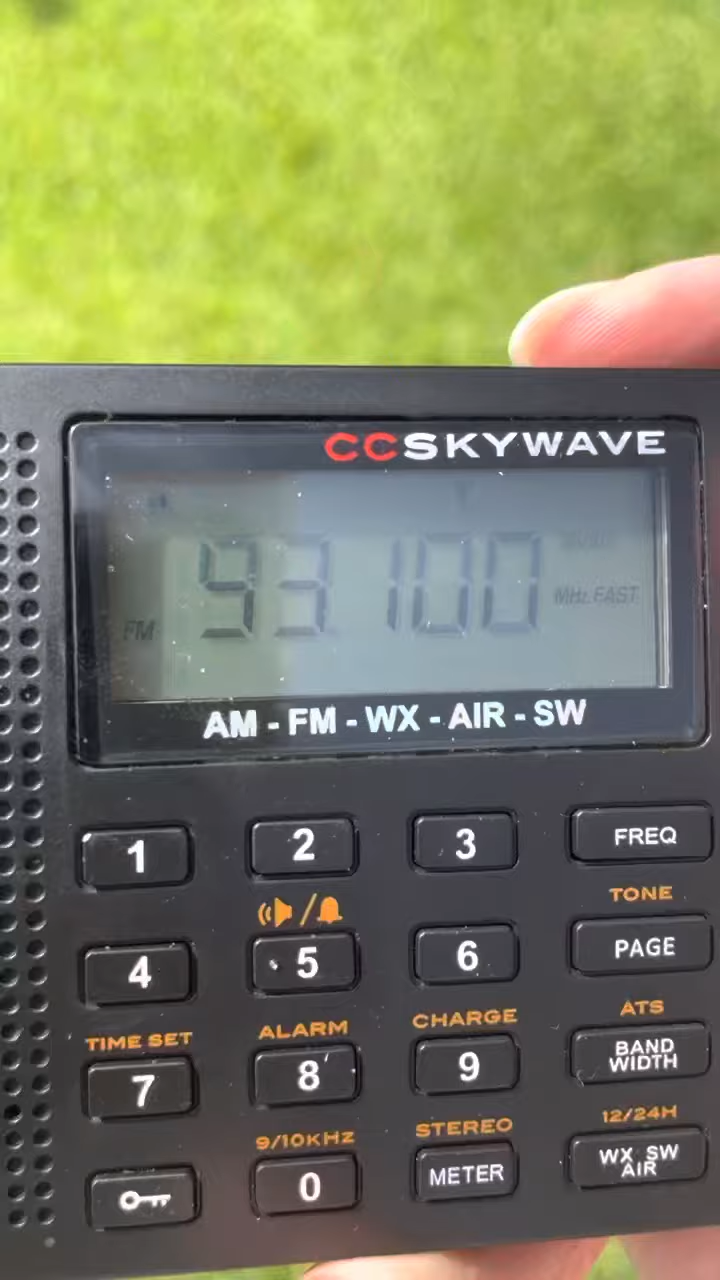 CCSKYWAVE
93 100
MHz FAST
FM
AM - FM - WX - AIR - SW
1 2 3 FREQ
TONE
4 5 6 PAGE
TIME SET ALARM CHARGE ATS
7 8 9 BAND WIDTH
9/10KHz STEREO 12/24H
0 METER WX SW AIR